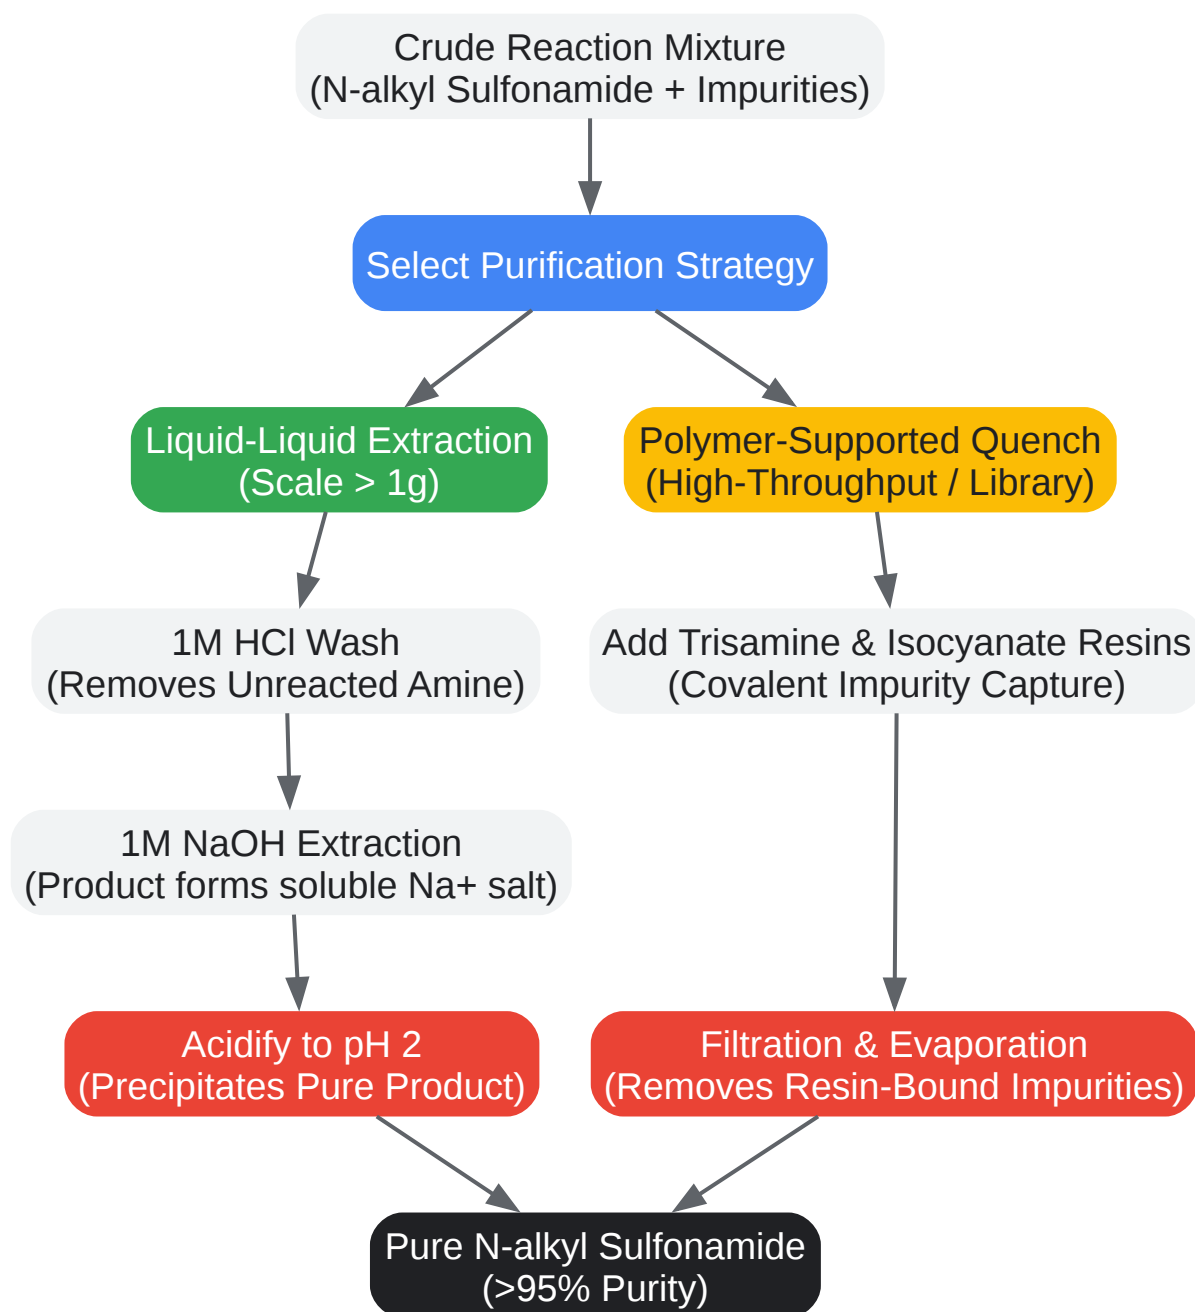 Crude Reaction Mixture
(N-alkyl Sulfonamide + Impurities)
Select Purification Strategy
Liquid-Liquid Extraction
(Scale > 1g)
Polymer-Supported Quench
(High-Throughput / Library)
1M HCl Wash
(Removes Unreacted Amine)
Add Trisamine & Isocyanate Resins
(Covalent Impurity Capture)
1M NaOH Extraction
(Product forms soluble Na+ salt)
Acidify to pH 2
(Precipitates Pure Product)
Filtration & Evaporation
(Removes Resin-Bound Impurities)
Pure N-alkyl Sulfonamide
(>95% Purity)